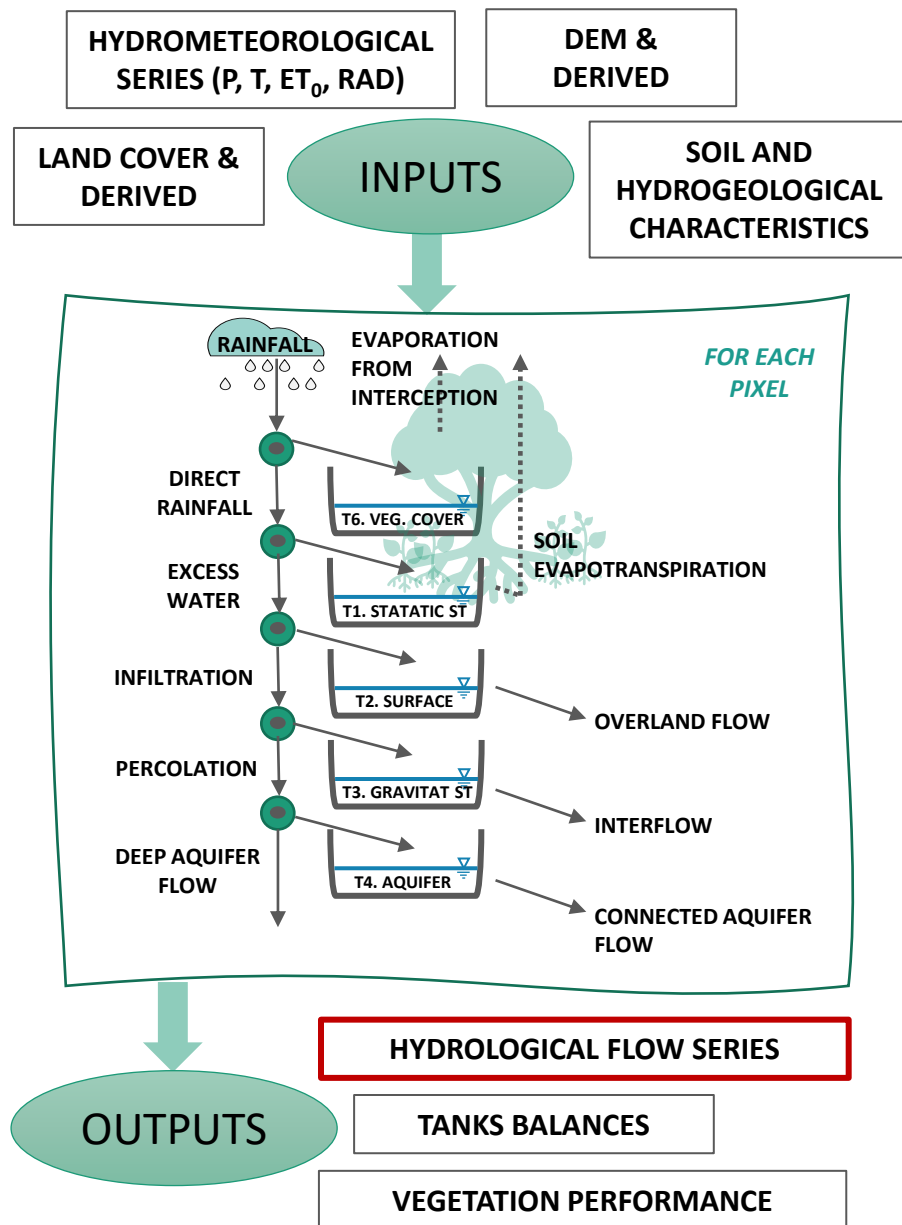 HYDROMETEOROLOGICAL
SERIES (P, T, ET₀, RAD)
DEM &
DERIVED
LAND COVER &
DERIVED
INPUTS
SOIL AND
HYDROGEOLOGICAL
CHARACTERISTICS
RAINFALL
EVAPORATION
FROM
INTERCEPTION
FOR EACH
PIXEL
DIRECT
RAINFALL
T6. VEG. COVER
SOIL
EVAPOTRANSPIRATION
EXCESS
WATER
T1. STATATIC ST
INFILTRATION
T2. SURFACE
OVERLAND FLOW
PERCOLATION
T3. GRAVITAT ST
INTERFLOW
DEEP AQUIFER
FLOW
T4. AQUIFER
CONNECTED AQUIFER
FLOW
HYDROLOGICAL FLOW SERIES
OUTPUTS
TANKS BALANCES
VEGETATION PERFORMANCE